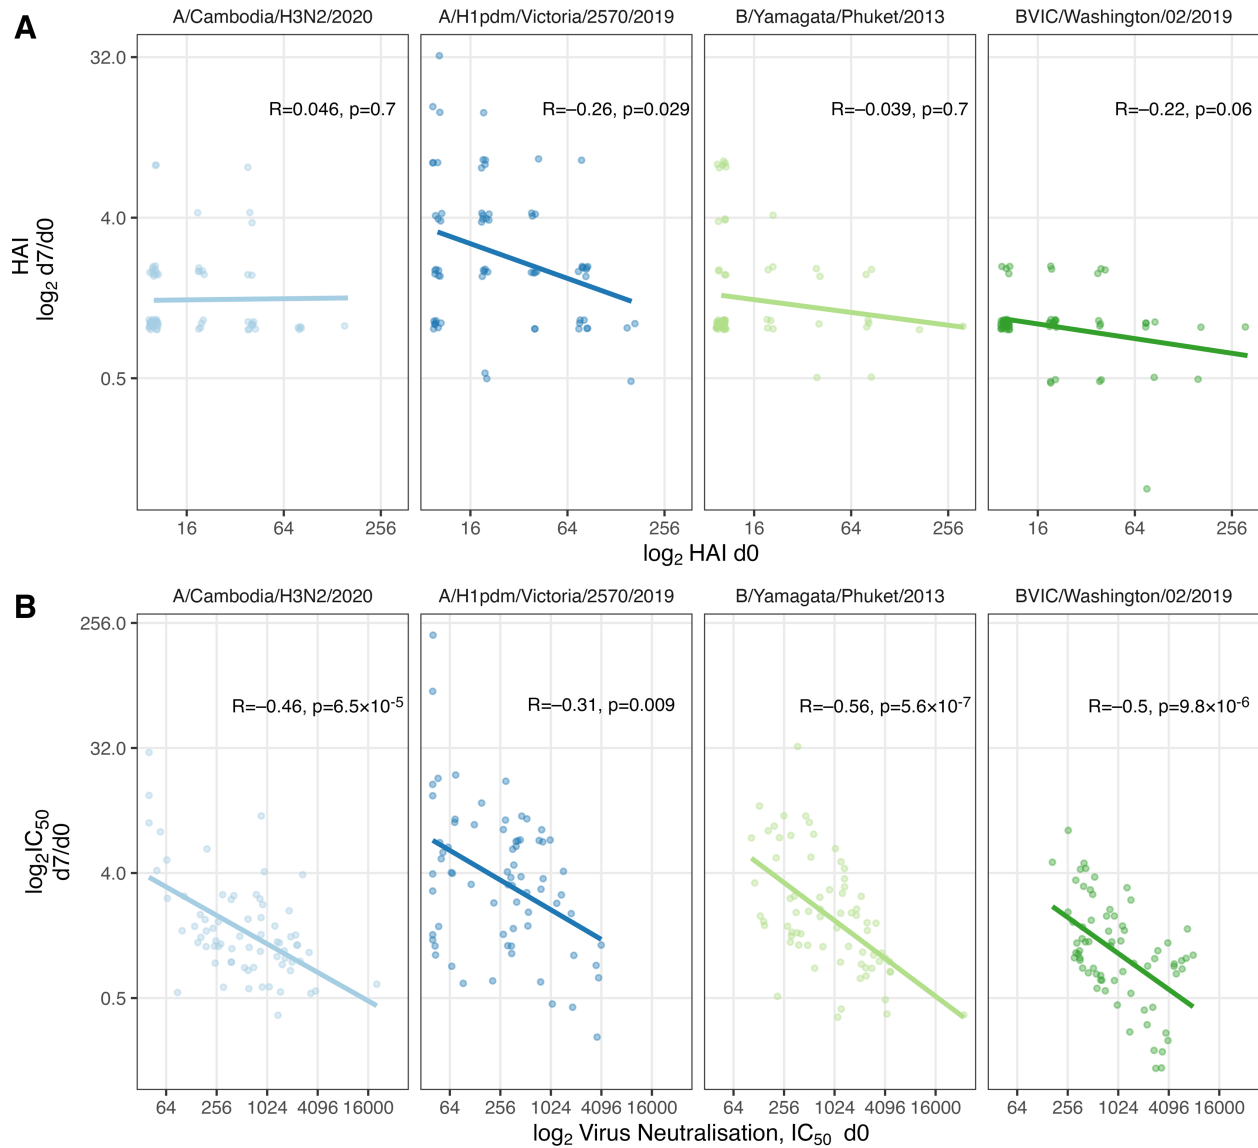 A
A/Cambodia/H3N2/2020 A/H1pdm/Victoria/2570/2019 B/Yamagata/Phuket/2013 BVIC/Washington/02/2019
32.0
R=0.046, p=0.7 R=−0.26, p=0.029 R=−0.039, p=0.7 R=−0.22, p=0.06
4.0
HAI
log₂ d7/d0
0.5
16 64 256 16 64 256 16 64 256 16 64 256
log₂ HAI d0
B
A/Cambodia/H3N2/2020 A/H1pdm/Victoria/2570/2019 B/Yamagata/Phuket/2013 BVIC/Washington/02/2019
256.0
R=−0.46, p=6.5×10⁻⁵ R=−0.31, p=0.009 R=−0.56, p=5.6×10⁻⁷ R=−0.5, p=9.8×10⁻⁶
32.0
4.0
log₂IC₅₀
d7/d0
0.5
64 256 1024 4096 16000 64 256 1024 4096 16000 64 256 1024 4096 16000 64 256 1024 4096 16000
log₂ Virus Neutralisation, IC₅₀ d0